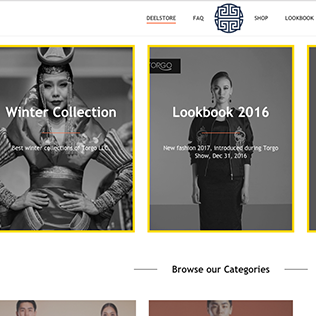 DEELSTORE FAQ SHOP LOOKBOOK
TORGO
Winter Collection
Best winter collections of Torgo LLC.
Lookbook 2016
New fashion 2017, introduced during Torgo
Show, Dec 31, 2016
Browse our Categories